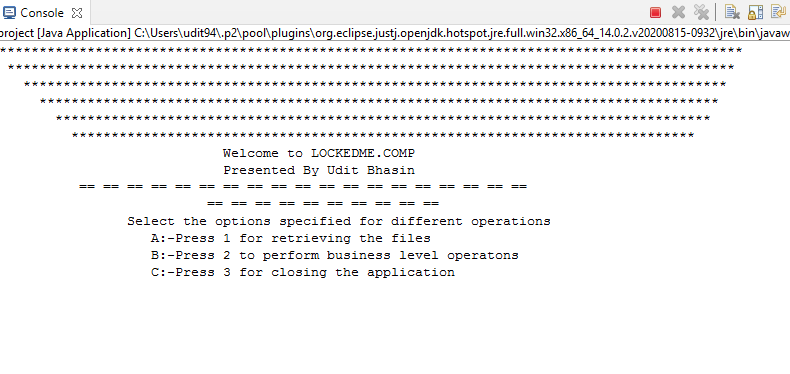 Console
project [Java Application] C:\Users\udit94\.p2\pool\plugins\org.eclipse.justj.openjdk.hotspot.jre.full.win32.x86_64_14.0.2.v20200815-0932\jre\bin\javaw
*********************************************************************************************
*******************************************************************************************
****************************************************************************************
*************************************************************************************
**********************************************************************************
******************************************************************************
Welcome to LOCKEDME.COMP
Presented By Udit Bhasin
== == == == == == == == == == == == == == == == == == ==
== == == == == == == == == ==
Select the options specified for different operations
A:-Press 1 for retrieving the files
B:-Press 2 to perform business level operatons
C:-Press 3 for closing the application